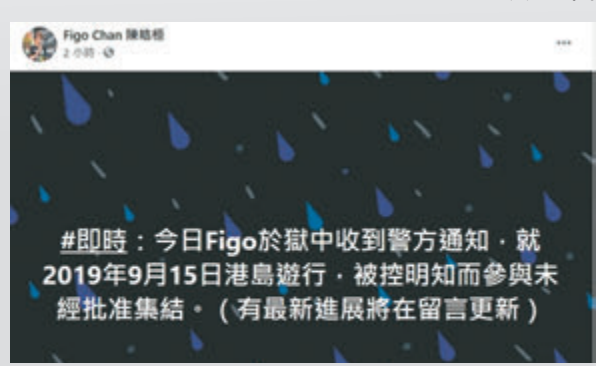 Figo Chan 陳皓桓
2 小時
#即時：今日Figo於獄中收到警方通知，就
2019年9月15日港島遊行，被控明知而參與未
經批准集結。（有最新進展將在留言更新）